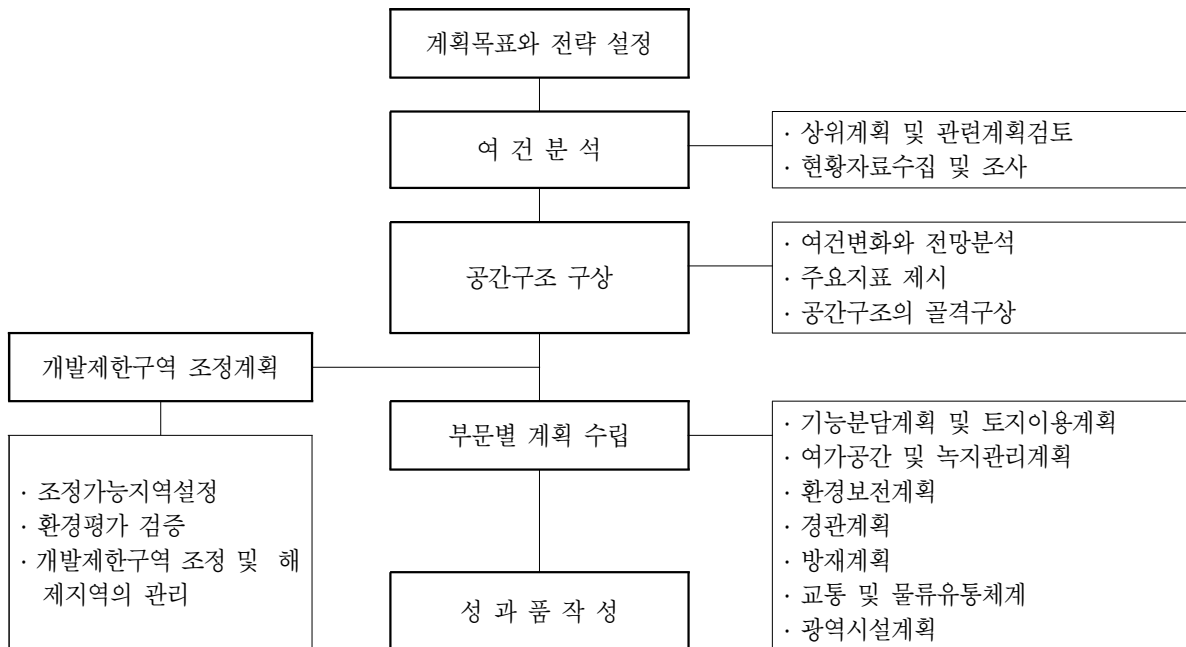 계획목표와 전략 설정
여 건 분 석
· 상위계획 및 관련계획검토
· 현황자료수집 및 조사
공간구조 구상
· 여건변화와 전망분석
· 주요지표 제시
· 공간구조의 골격구상
개발제한구역 조정계획
부문별 계획 수립
· 기능분담계획 및 토지이용계획
· 여가공간 및 녹지관리계획
· 환경보전계획
· 경관계획
· 방재계획
· 교통 및 물류유통체계
· 광역시설계획
· 조정가능지역설정
· 환경평가 검증
· 개발제한구역 조정 및 해
제지역의 관리
성 과 품 작 성